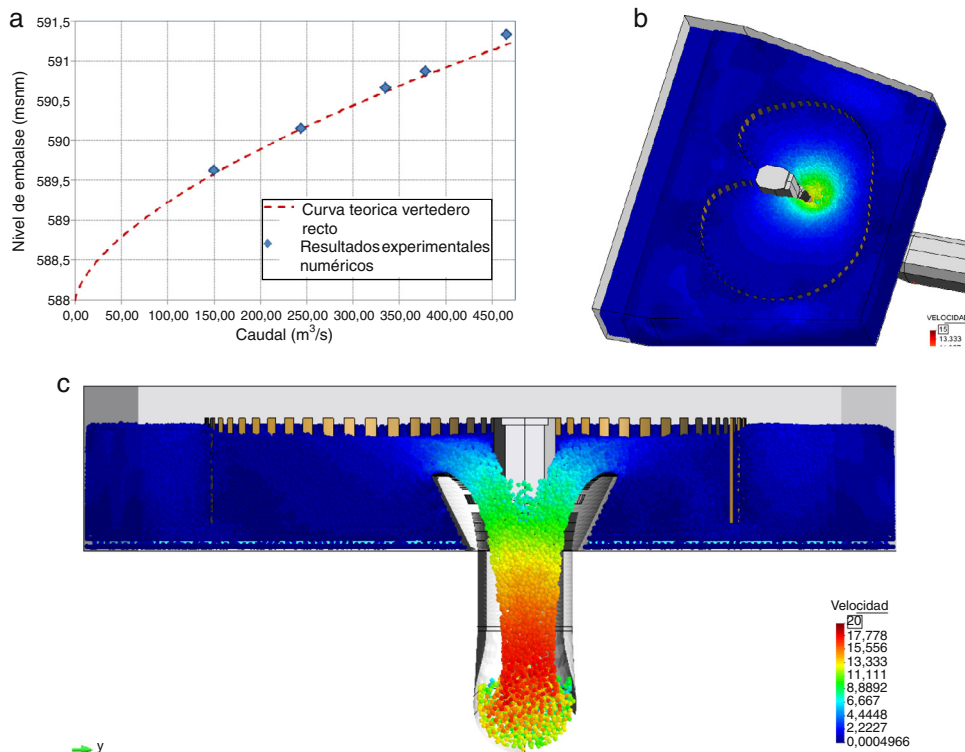 a
591,5
591
590,5
590
589,5
589
588,5
588
Nivel de embalse (msnm)
0,00 50,00 100,00 150,00 200,00 250,00 300,00 350,00 400,00 450,00
Caudal (m³/s)
Curva teorica vertedero
recto
Resultados experimentales
numéricos
b
VELOCIDAD
15
13.333
c
Velocidad
20
17,778
15,556
13,333
11,111
8,8892
6,667
4,4448
2,2227
0,0004966
y